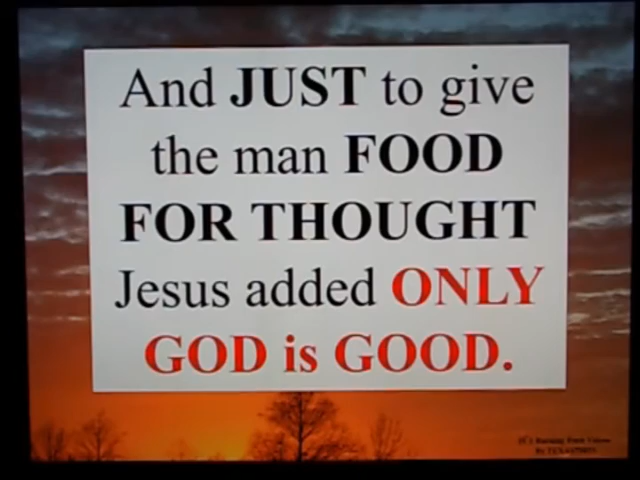 And JUST to give
the man FOOD
FOR THOUGHT
Jesus added ONLY
GOD is GOOD.